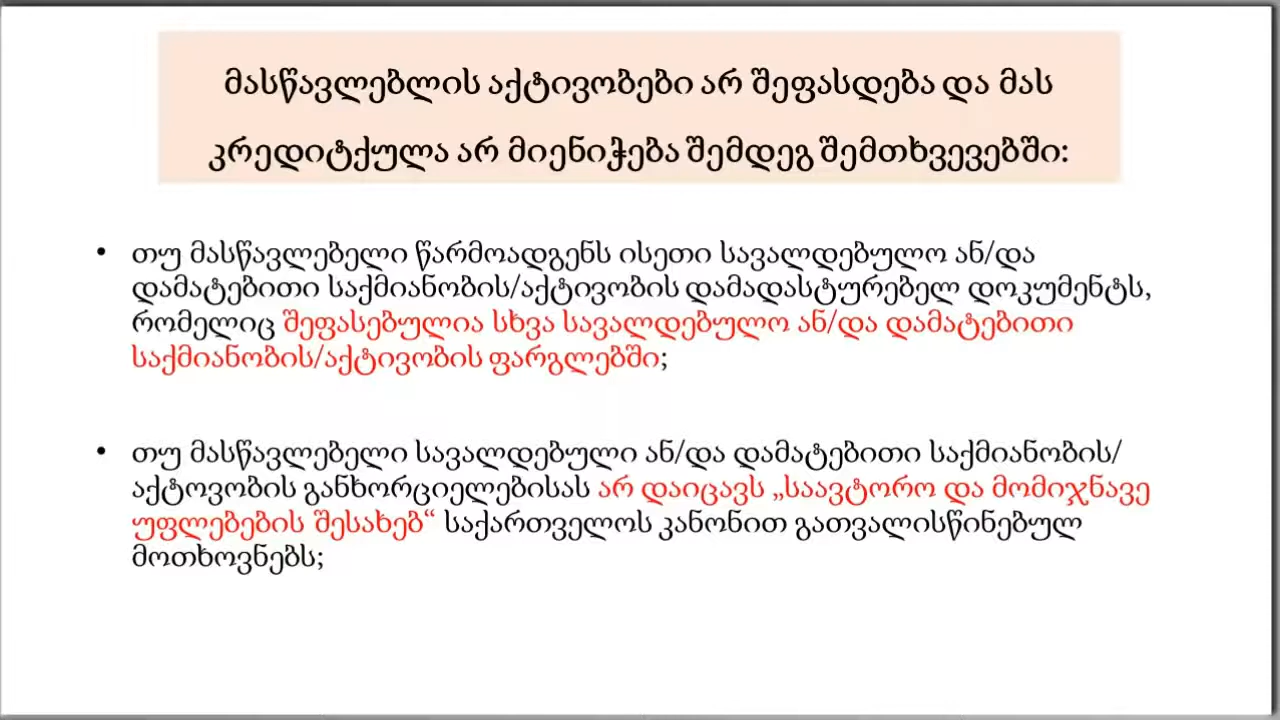 მასწავლებლის აქტივობები არ შეფასდება და მას
კრედიტქულა არ მიენიჭება შემდეგ შემთხვევებში:
• თუ მასწავლებელი წარმოადგენს ისეთი სავალდებულო ან/და
დამატებითი საქმიანობის/აქტივობის დამადასტურებელ დოკუმენტს,
რომელიც შეფასებულია სხვა სავალდებულო ან/და დამატებითი
საქმიანობის/აქტივობის ფარგლებში;
• თუ მასწავლებელი სავალდებული ან/და დამატებითი საქმიანობის/
აქტოვობის განხორციელებისას არ დაიცავს „საავტორო და მომიჯნავე
უფლებების შესახებ“ საქართველოს კანონით გათვალისწინებულ
მოთხოვნებს;